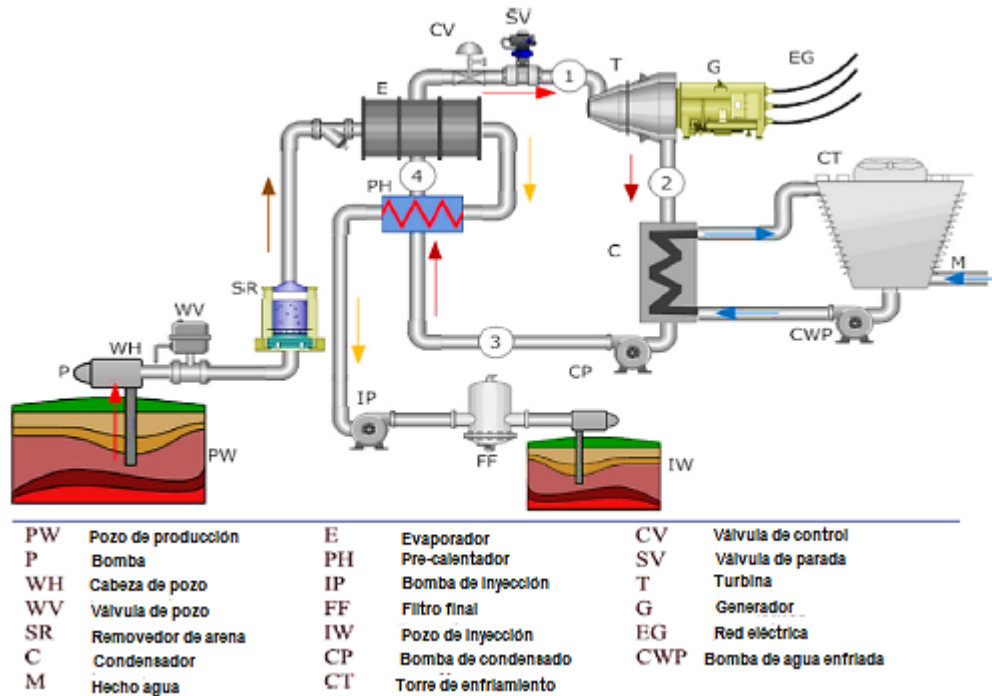 SV
CV
1
T
G
EG
E
CT
4
PH
2
C
M
SR
WV
3
CWP
WH
CP
P
IP
PW
FF
IW
PW Pozo de producción
P Bomba
WH Cabeza de pozo
WV Válvula de pozo
SR Removedor de arena
C Condensador
M Hecho agua
E Evaporador
PH Pre-calentador
IP Bomba de inyección
FF Filtro final
IW Pozo de inyección
CP Bomba de condensado
CT Torre de enfriamiento
CV Válvula de control
SV Válvula de parada
T Turbina
G Generador
EG Red eléctrica
CWP Bomba de agua enfriada